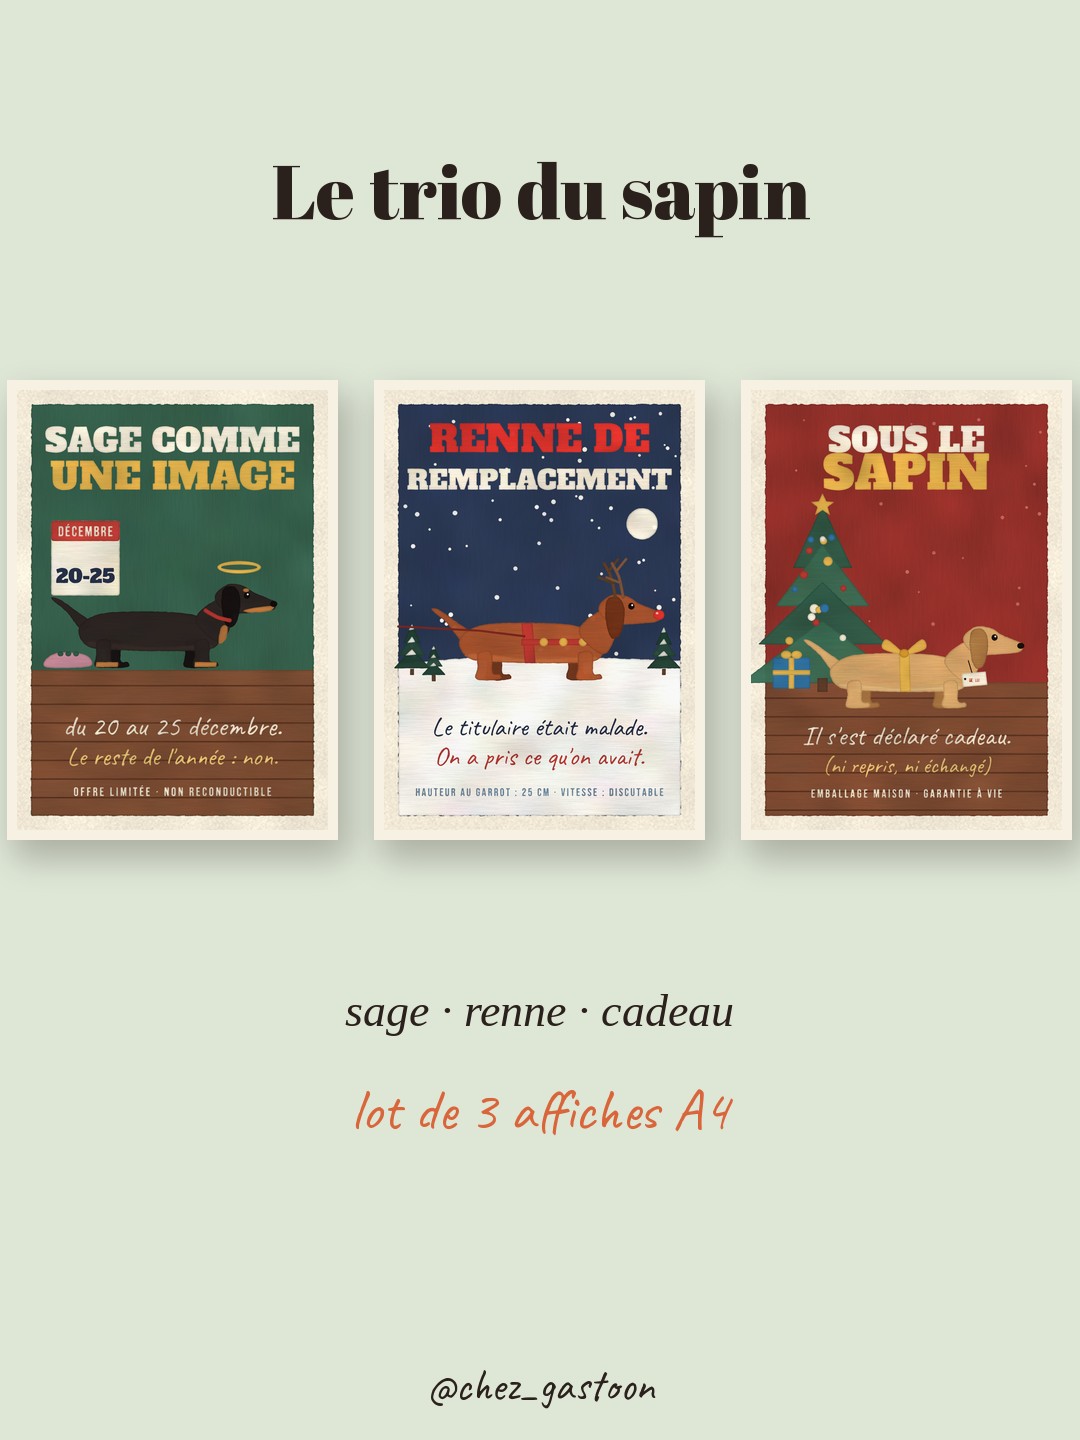 Le trio du sapin
SAGE COMME
UNE IMAGE
DÉCEMBRE
20-25
du 20 au 25 décembre.
Le reste de l'année : non.
OFFRE LIMITÉE · NON RECONDUCTIBLE
RENNE DE
REMPLACEMENT
Le titulaire était malade.
On a pris ce qu'on avait.
HAUTEUR AU GARROT : 25 CM · VITESSE : DISCUTABLE
SOUS LE
SAPIN
Il s'est déclaré cadeau.
(ni repris, ni échangé)
EMBALLAGE MAISON · GARANTIE À VIE
sage · renne · cadeau
lot de 3 affiches A4
@chez_gastoon